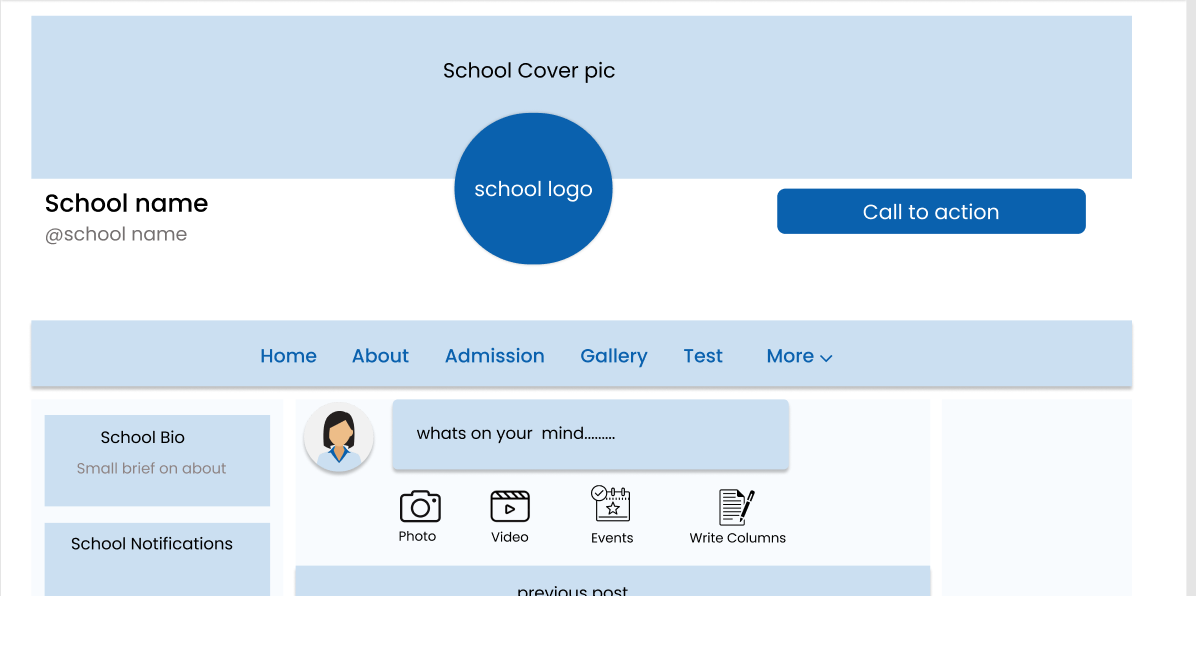 School Cover pic
school logo
School name
@school name
Call to action
Home About Admission Gallery Test More
School Bio
Small brief on about
School Notifications
whats on your mind.........
Photo Video Events Write Columns
previous post